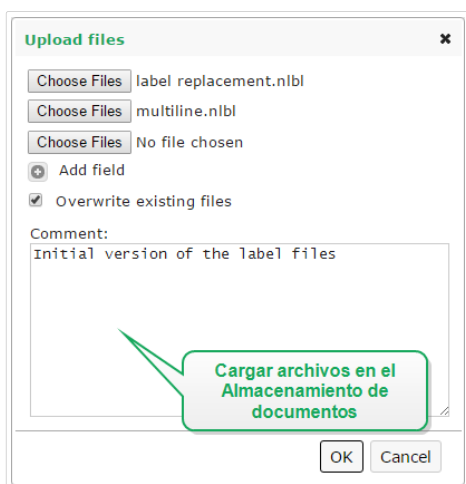 Upload files
Choose Files label replacement.nlbl
Choose Files multiline.nlbl
Choose Files No file chosen
Add field
Overwrite existing files
Comment:
Initial version of the label files
Cargar archivos en el
Almacenamiento de
documentos
OK Cancel